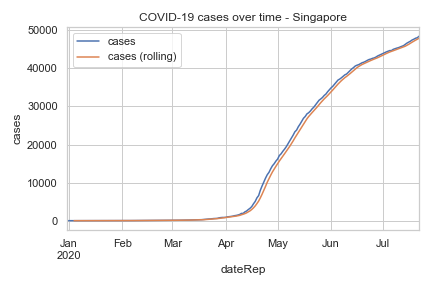 COVID-19 cases over time - Singapore
cases
cases (rolling)
50000
40000
30000
20000
10000
0
cases
Jan Feb Mar Apr May Jun Jul
2020
dateRep